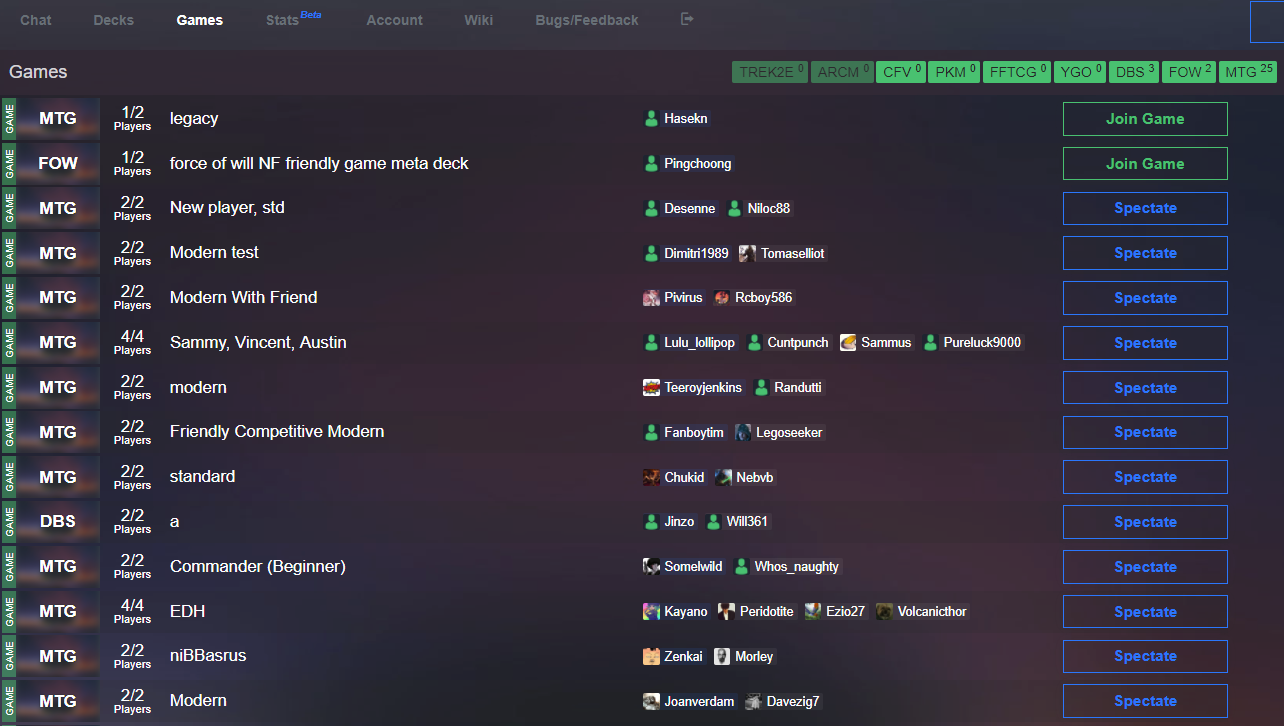 Chat Decks Games Stats Beta Account Wiki Bugs/Feedback
Games TREK2E 0 ARCM 0 CFV 0 PKM 0 FFTCG 0 YGO 0 DBS 3 FOW 2 MTG 25
GAME MTG 1/2 Players legacy Hasekn Join Game
GAME FOW 1/2 Players force of will NF friendly game meta deck Pingchoong Join Game
GAME MTG 2/2 Players New player, std Desenne Niloc88 Spectate
GAME MTG 2/2 Players Modern test Dimitri1989 Tomaselliot Spectate
GAME MTG 2/2 Players Modern With Friend Pivirus Rcboy586 Spectate
GAME MTG 4/4 Players Sammy, Vincent, Austin Lulu_lollipop Cuntpunch Sammus Pureluck9000 Spectate
GAME MTG 2/2 Players modern Teeroyjenkins Randutti Spectate
GAME MTG 2/2 Players Friendly Competitive Modern Fanboytim Legoseeker Spectate
GAME MTG 2/2 Players standard Chukid Nebvb Spectate
GAME DBS 2/2 Players a Jinzo Will361 Spectate
GAME MTG 2/2 Players Commander (Beginner) Somelwild Whos_naughty Spectate
GAME MTG 4/4 Players EDH Kayano Peridotite Ezio27 Volcanicthor Spectate
GAME MTG 2/2 Players niBBasrus Zenkai Morley Spectate
GAME MTG 2/2 Players Modern Joanverdam Davezig7 Spectate